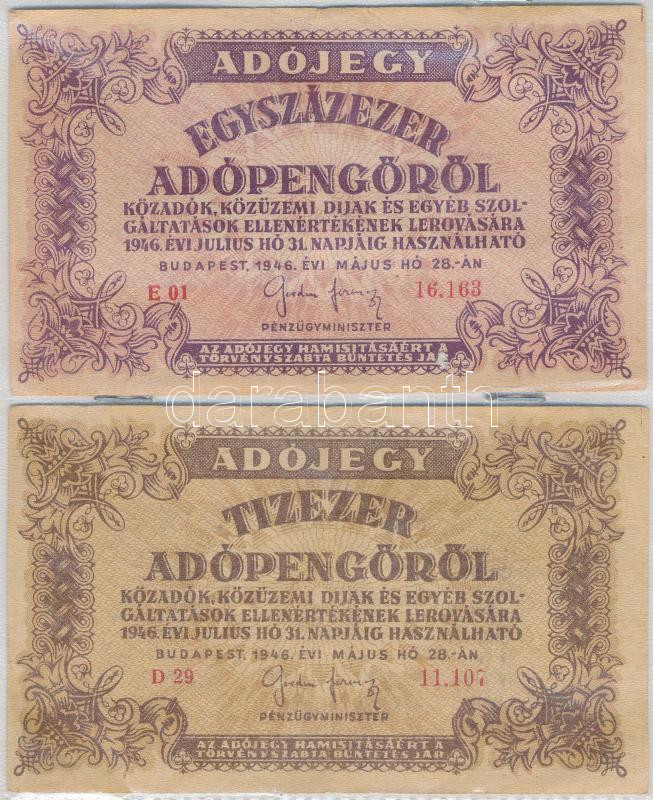 ADÓJEGY
EGYSZÁZEZER
ADÓPENGŐRŐL
KÖZADÓK, KÖZÜZEMI DIJAK ÉS EGYÉB SZOL-
GÁLTATÁSOK ELLENÉRTÉKÉNEK LEROVÁSÁRA
1946. ÉVI JULIUS HÓ 31. NAPJÁIG HASZNÁLHATÓ
BUDAPEST, 1946. ÉVI MÁJUS HÓ 28.-ÁN
E 01 16.163
PÉNZÜGYMINISZTER
AZ ADÓJEGY HAMISITÁSÁÉRT A
TÖRVÉNYSZABTA BÜNTETÉS JÁR
darabanth
ADÓJEGY
TIZEZER
ADÓPENGŐRŐL
KÖZADÓK, KÖZÜZEMI DIJAK ÉS EGYÉB SZOL-
GÁLTATÁSOK ELLENÉRTÉKÉNEK LEROVÁSÁRA
1946. ÉVI JULIUS HÓ 31. NAPJÁIG HASZNÁLHATÓ
BUDAPEST, 1946. ÉVI MÁJUS HÓ 28.-ÁN
D 29 11.107
PÉNZÜGYMINISZTER
AZ ADÓJEGY HAMISITÁSÁÉRT A
TÖRVÉNYSZABTA BÜNTETÉS JÁR